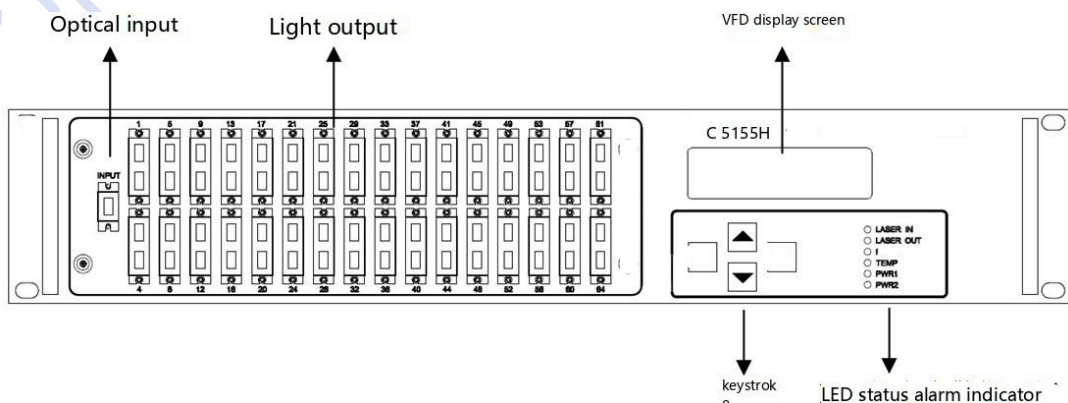 Optical input
Light output
VFD display screen
1 5 9 13 17 21 25 29 33 37 41 45 49 53 57 61
C 5155H
INPUT
LASER IN
LASER OUT
I
TEMP
PWR1
PWR2
4 8 12 16 20 24 28 32 36 40 44 48 52 56 60 64
keystrok
LED status alarm indicator